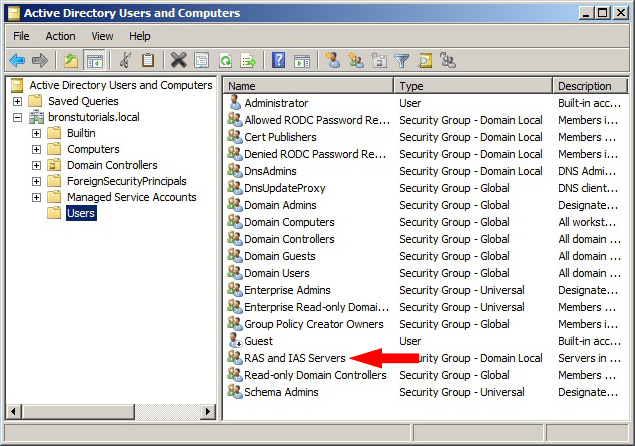 Active Directory Users and Computers
File Action View Help
Active Directory Users and Computers
Saved Queries
bronstutorials.local
Builtin
Computers
Domain Controllers
ForeignSecurityPrincipals
Managed Service Accounts
Users
Name Type Description
Administrator User Built-in acc...
Allowed RODC Password Re... Security Group - Domain Local Members i...
Cert Publishers Security Group - Domain Local Members i...
Denied RODC Password Re... Security Group - Domain Local Members i...
DnsAdmins Security Group - Domain Local DNS Admi...
DnsUpdateProxy Security Group - Global DNS client...
Domain Admins Security Group - Global Designate...
Domain Computers Security Group - Global All workst...
Domain Controllers Security Group - Global All domain ...
Domain Guests Security Group - Global All domain ...
Domain Users Security Group - Global All domain ...
Enterprise Admins Security Group - Universal Designate...
Enterprise Read-only Domai... Security Group - Universal Members ...
Group Policy Creator Owners Security Group - Global Members i...
Guest User Built-in acc...
RAS and IAS Servers curity Group - Domain Local Servers in ...
Read-only Domain Controllers Security Group - Global Members ...
Schema Admins Security Group - Universal Designate...